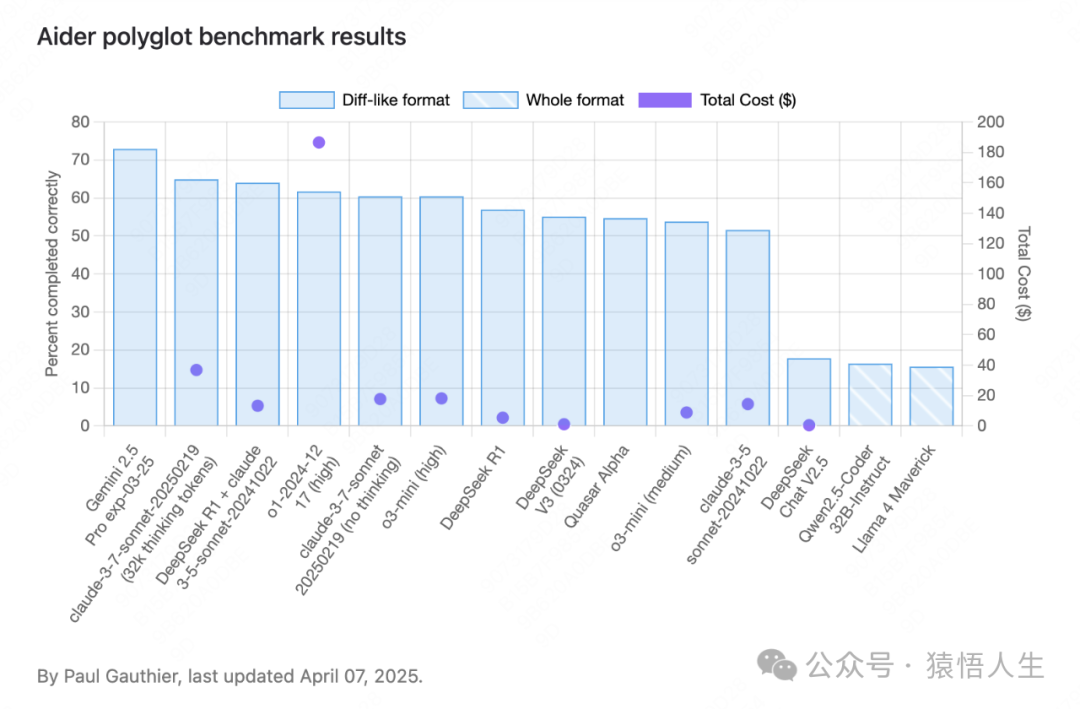 Aider polyglot benchmark results
Diff-like format
Whole format
Total Cost ($)
Percent completed correctly
80
70
60
50
40
30
20
10
0
200
180
160
140
120
100
80
60
40
20
0
Total Cost ($)
Gemini 2.5
Pro exp-03-25
claude-3-7-sonnet-20250219
(32k thinking tokens)
DeepSeek R1 + claude
3-5-sonnet-20241022
o1-2024-12
17 (high)
claude-3-7-sonnet
20250219 (no thinking)
o3-mini (high)
DeepSeek R1
DeepSeek
V3 (0324)
Quasar Alpha
o3-mini (medium)
claude-3-5
sonnet-20241022
DeepSeek
Chat V2.5
Qwen2.5-Coder
32B-Instruct
Llama 4 Maverick
By Paul Gauthier, last updated April 07, 2025.
公众号 · 猿悟人生